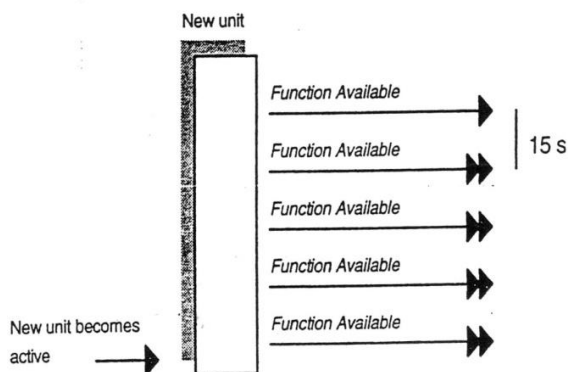 New unit
Function Available
Function Available
15 s
Function Available
Function Available
Function Available
New unit becomes
active